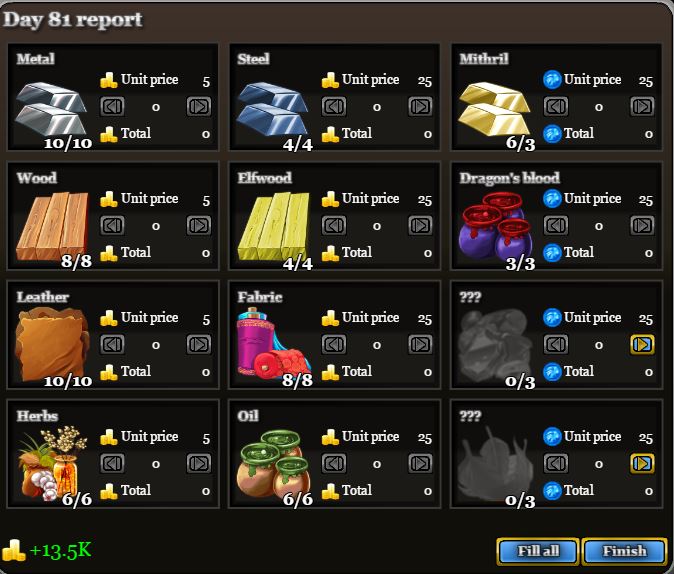 Day 81 report
Metal
Unit price 5
0
Total 0
10/10
Steel
Unit price 25
0
Total 0
4/4
Mithril
Unit price 25
0
Total 0
6/3
Wood
Unit price 5
0
Total 0
8/8
Elfwood
Unit price 25
0
Total 0
4/4
Dragon's blood
Unit price 25
0
Total 0
3/3
Leather
Unit price 5
0
Total 0
10/10
Fabric
Unit price 25
0
Total 0
8/8
???
Unit price 25
0
Total 0
0/3
Herbs
Unit price 5
0
Total 0
6/6
Oil
Unit price 25
0
Total 0
6/6
???
Unit price 25
0
Total 0
0/3
+13.5K
Fill all
Finish